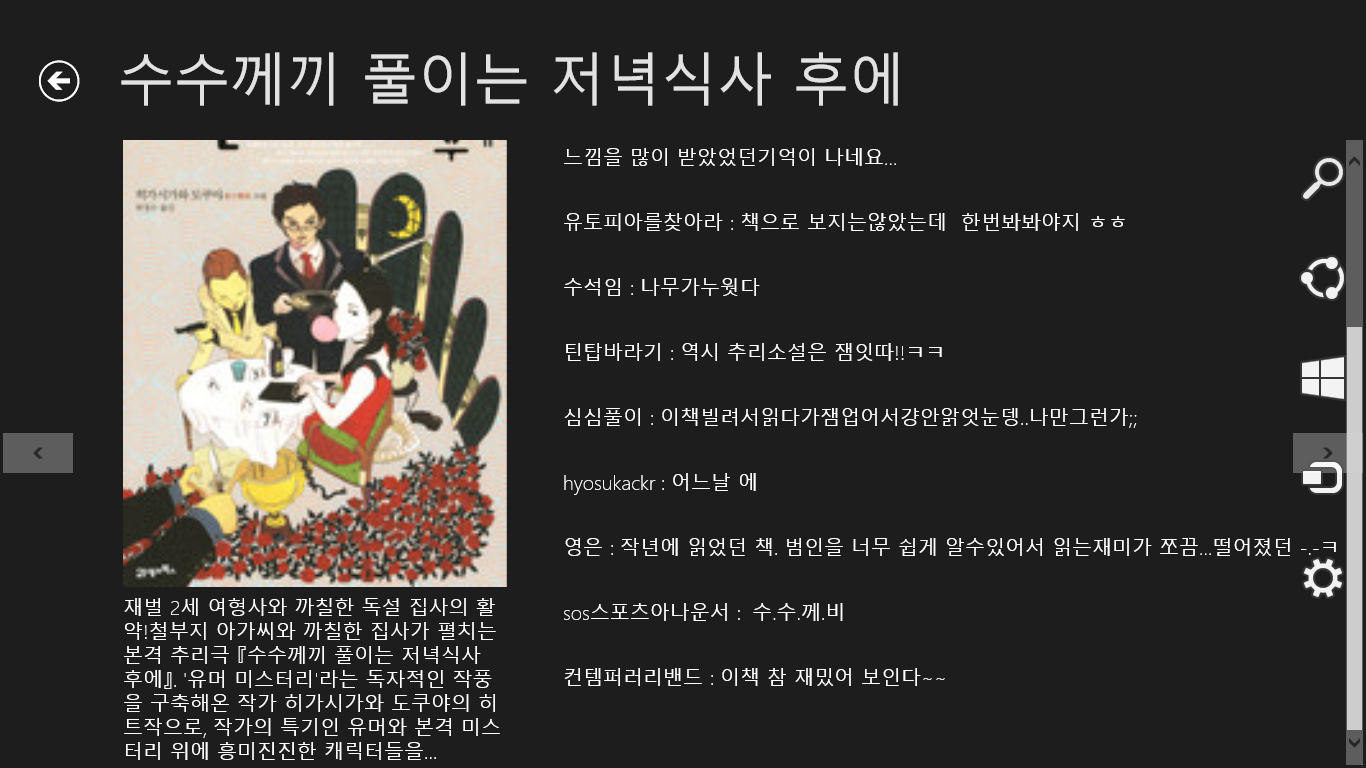 수수께끼 풀이는 저녁식사 후에
히가시가와 도쿠야
재벌 2세 여형사와 까칠한 독설 집사의 활
약!철부지 아가씨와 까칠한 집사가 펼치는
본격 추리극 『수수께끼 풀이는 저녁식사
후에』. '유머 미스터리'라는 독자적인 작풍
을 구축해온 작가 히가시가와 도쿠야의 히
트작으로, 작가의 특기인 유머와 본격 미스
터리 위에 흥미진진한 캐릭터들을...
느낌을 많이 받았었던기억이 나네요...
유토피아를찾아라 : 책으로 보지는않았는데  한번봐봐야지 ㅎㅎ
수석임 : 나무가누웟다
틴탑바라기 : 역시 추리소설은 잼잇따!!ㅋㅋ
심심풀이 : 이책빌려서읽다가잼업어서걍안앍엇눈뎅..나만그런가;;
hyosukackr : 어느날 에
영은 : 작년에 읽었던 책. 범인을 너무 쉽게 알수있어서 읽는재미가 쪼끔...떨어졌던 -.-ㅋ
sos스포츠아나운서 :  수.수.께.비
컨템퍼러리밴드 : 이책 참 재밌어 보인다~~